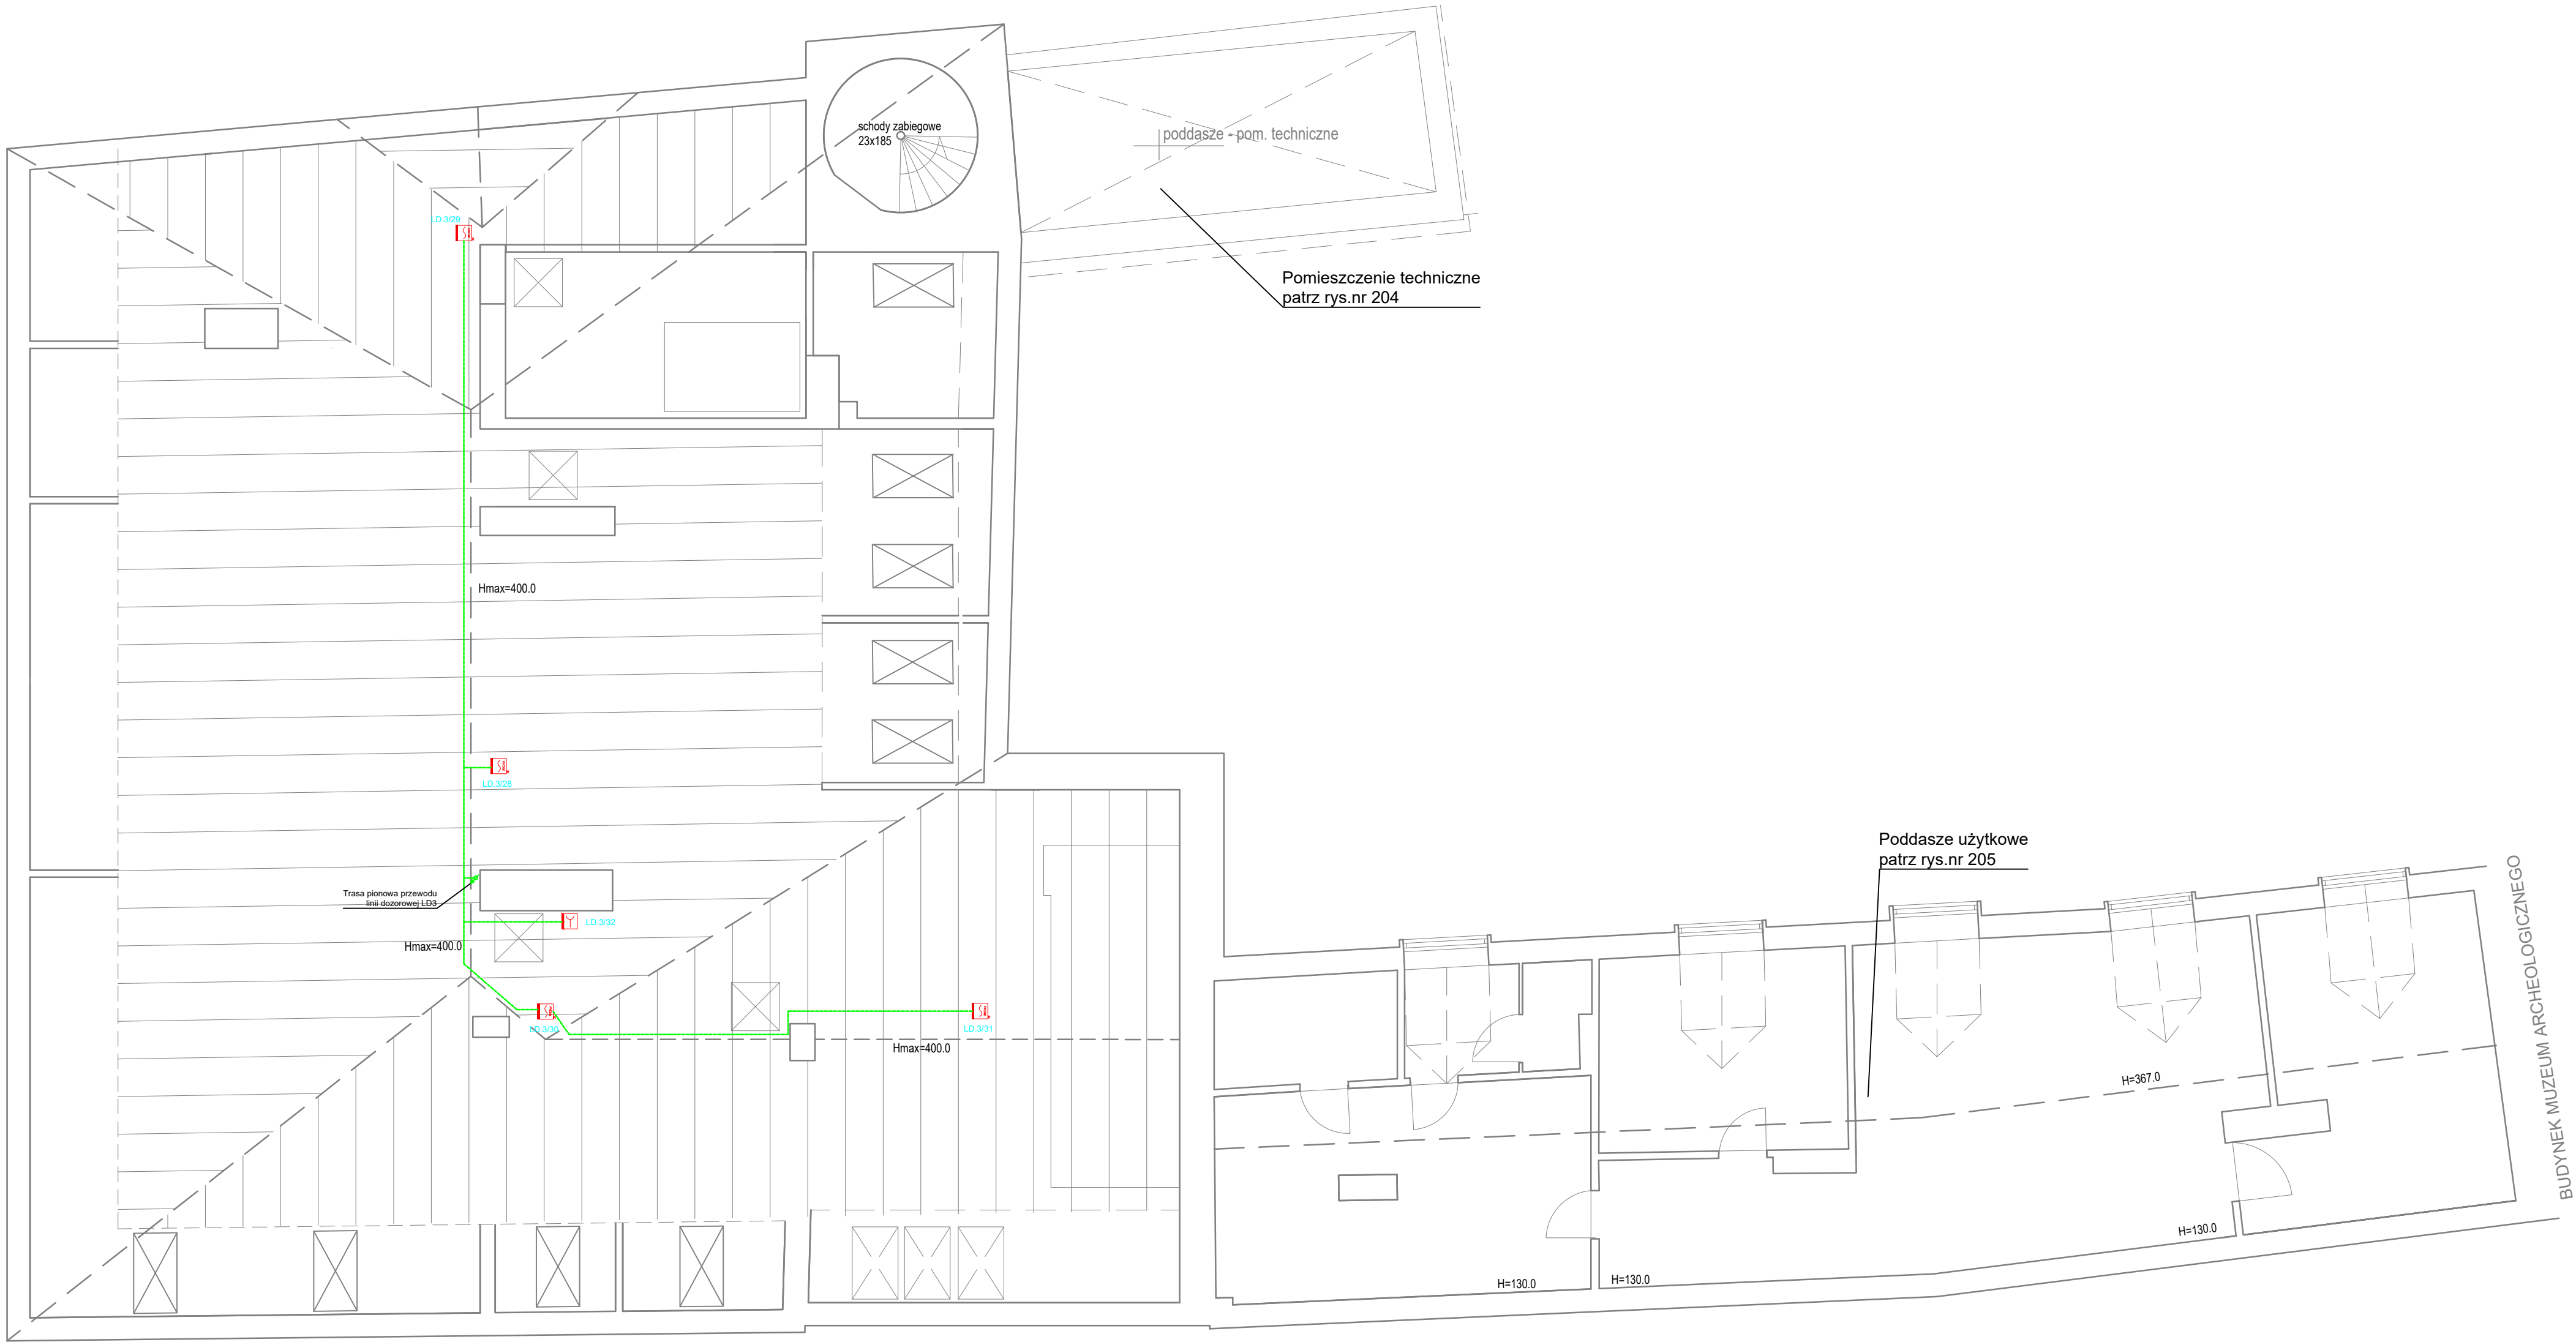 schody zabiegowe
23x185
poddasze - pom. techniczne
LD.3/29
Pomieszczenie techniczne
patrz rys.nr 204
Hmax=400.0
LD.3/28
Poddasze użytkowe
patrz rys.nr 205
Trasa pionowa przewodu
linii dozorowej LD3
LD.3/32
Hmax=400.0
LD.3/30
LD.3/31
Hmax=400.0
H=367.0
BUDYNEK MUZEUM ARCHEOLOGICZNEGO
H=130.0
H=130.0
H=130.0